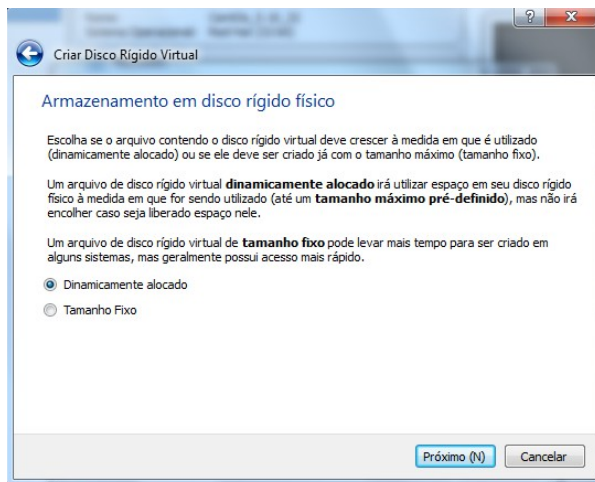 Criar Disco Rígido Virtual
Armazenamento em disco rígido físico
Escolha se o arquivo contendo o disco rígido virtual deve crescer à medida em que é utilizado
(dinamicamente alocado) ou se ele deve ser criado já com o tamanho máximo (tamanho fixo).
Um arquivo de disco rígido virtual dinamicamente alocado irá utilizar espaço em seu disco rígido
físico à medida em que for sendo utilizado (até um tamanho máximo pré-definido), mas não irá
encolher caso seja liberado espaço nele.
Um arquivo de disco rígido virtual de tamanho fixo pode levar mais tempo para ser criado em
alguns sistemas, mas geralmente possui acesso mais rápido.
Dinamicamente alocado
Tamanho Fixo
Próximo (N) Cancelar